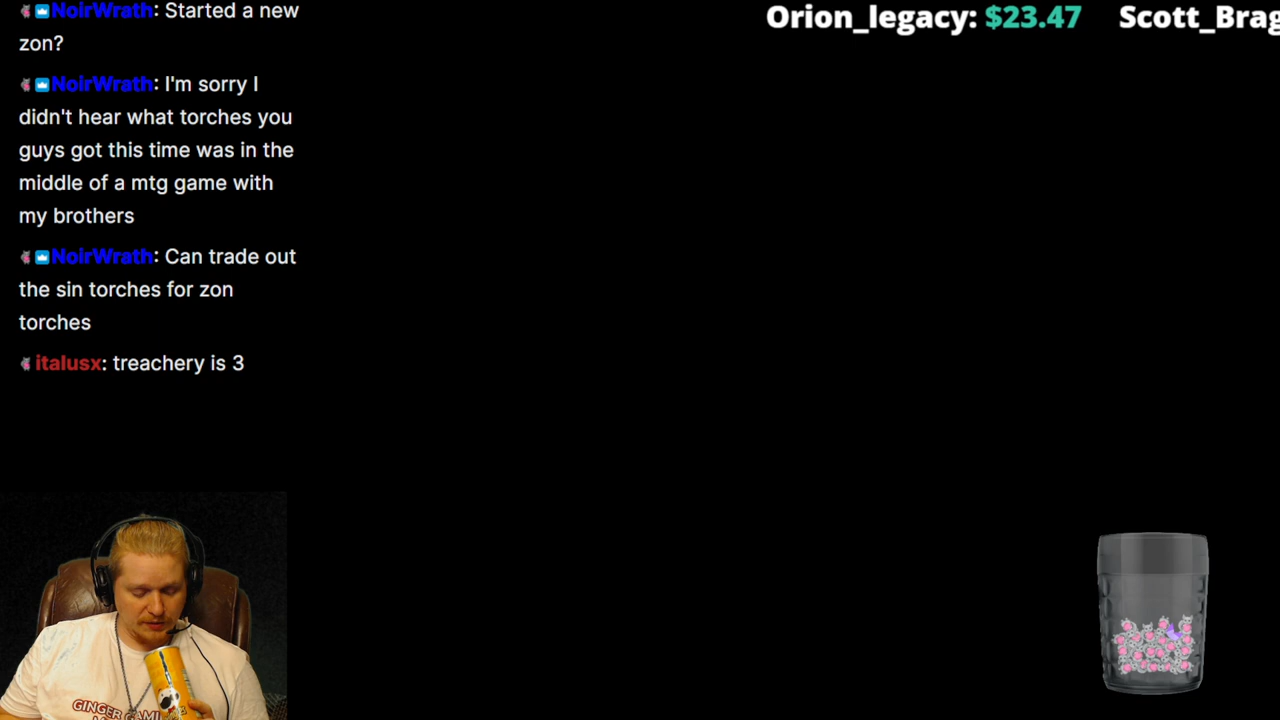 NoirWrath: Started a new
zon?
NoirWrath: I'm sorry I
didn't hear what torches you
guys got this time was in the
middle of a mtg game with
my brothers
NoirWrath: Can trade out
the sin torches for zon
torches
italusx: treachery is 3
Orion_legacy: $23.47 Scott_Brag
GINGER GAMI